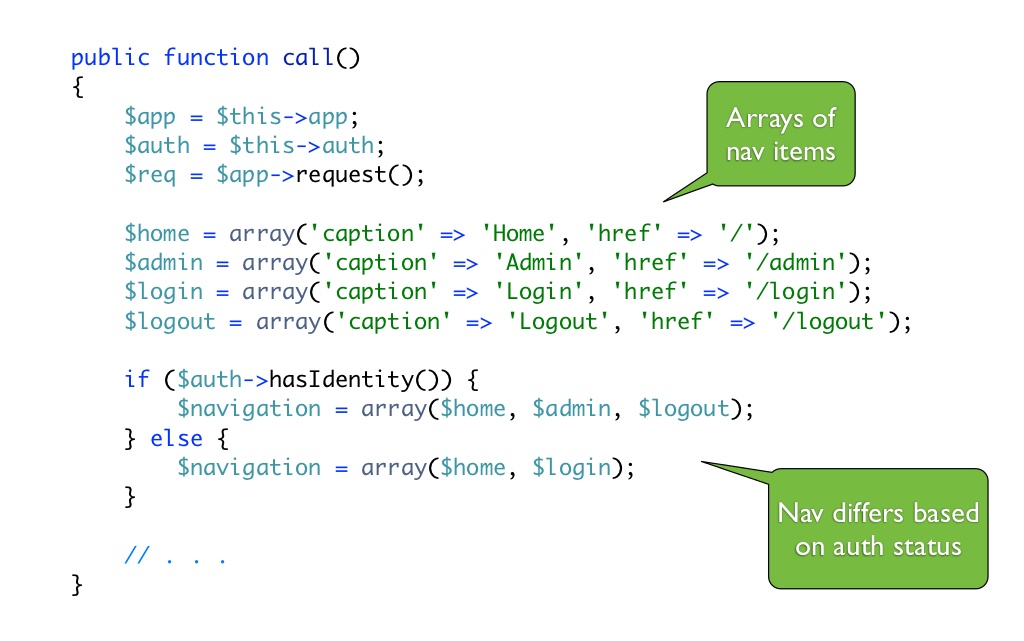 public function call()
{
    $app = $this->app;
    $auth = $this->auth;
    $req = $app->request();

    $home = array('caption' => 'Home', 'href' => '/');
    $admin = array('caption' => 'Admin', 'href' => '/admin');
    $login = array('caption' => 'Login', 'href' => '/login');
    $logout = array('caption' => 'Logout', 'href' => '/logout');

    if ($auth->hasIdentity()) {
        $navigation = array($home, $admin, $logout);
    } else {
        $navigation = array($home, $login);
    }

    // . . .
}
Arrays of
nav items
Nav differs based
on auth status